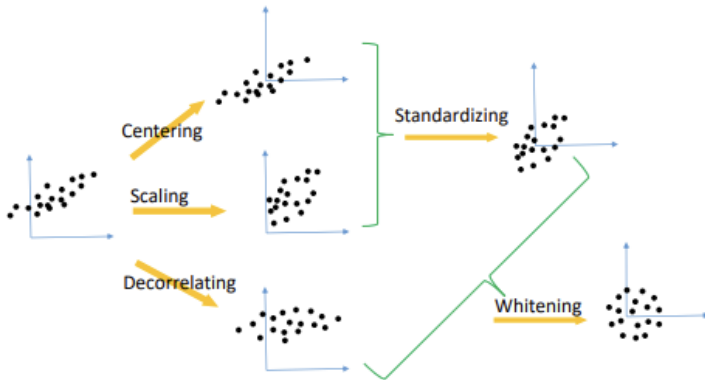 Centering
Standardizing
Scaling
Decorrelating
Whitening